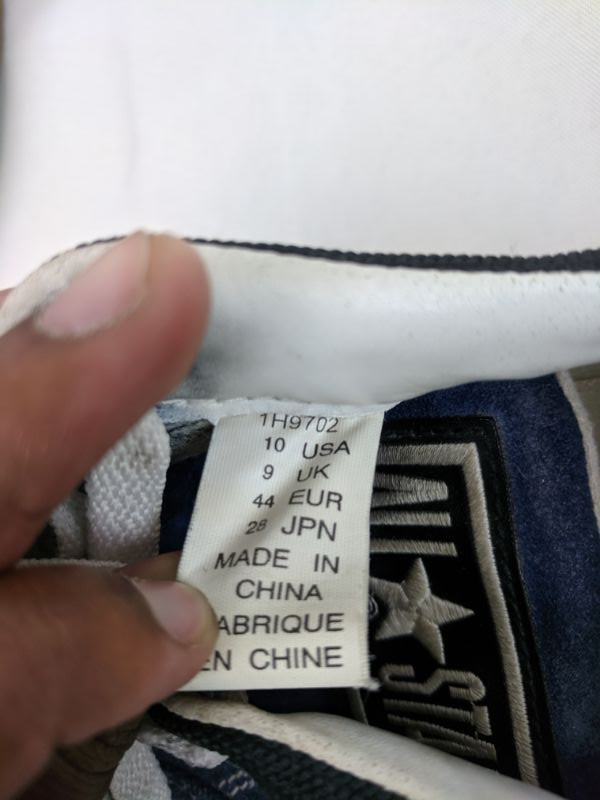 1H9702
10 USA
9 UK
44 EUR
28 JPN
MADE IN
CHINA
ABRIQUE
EN CHINE